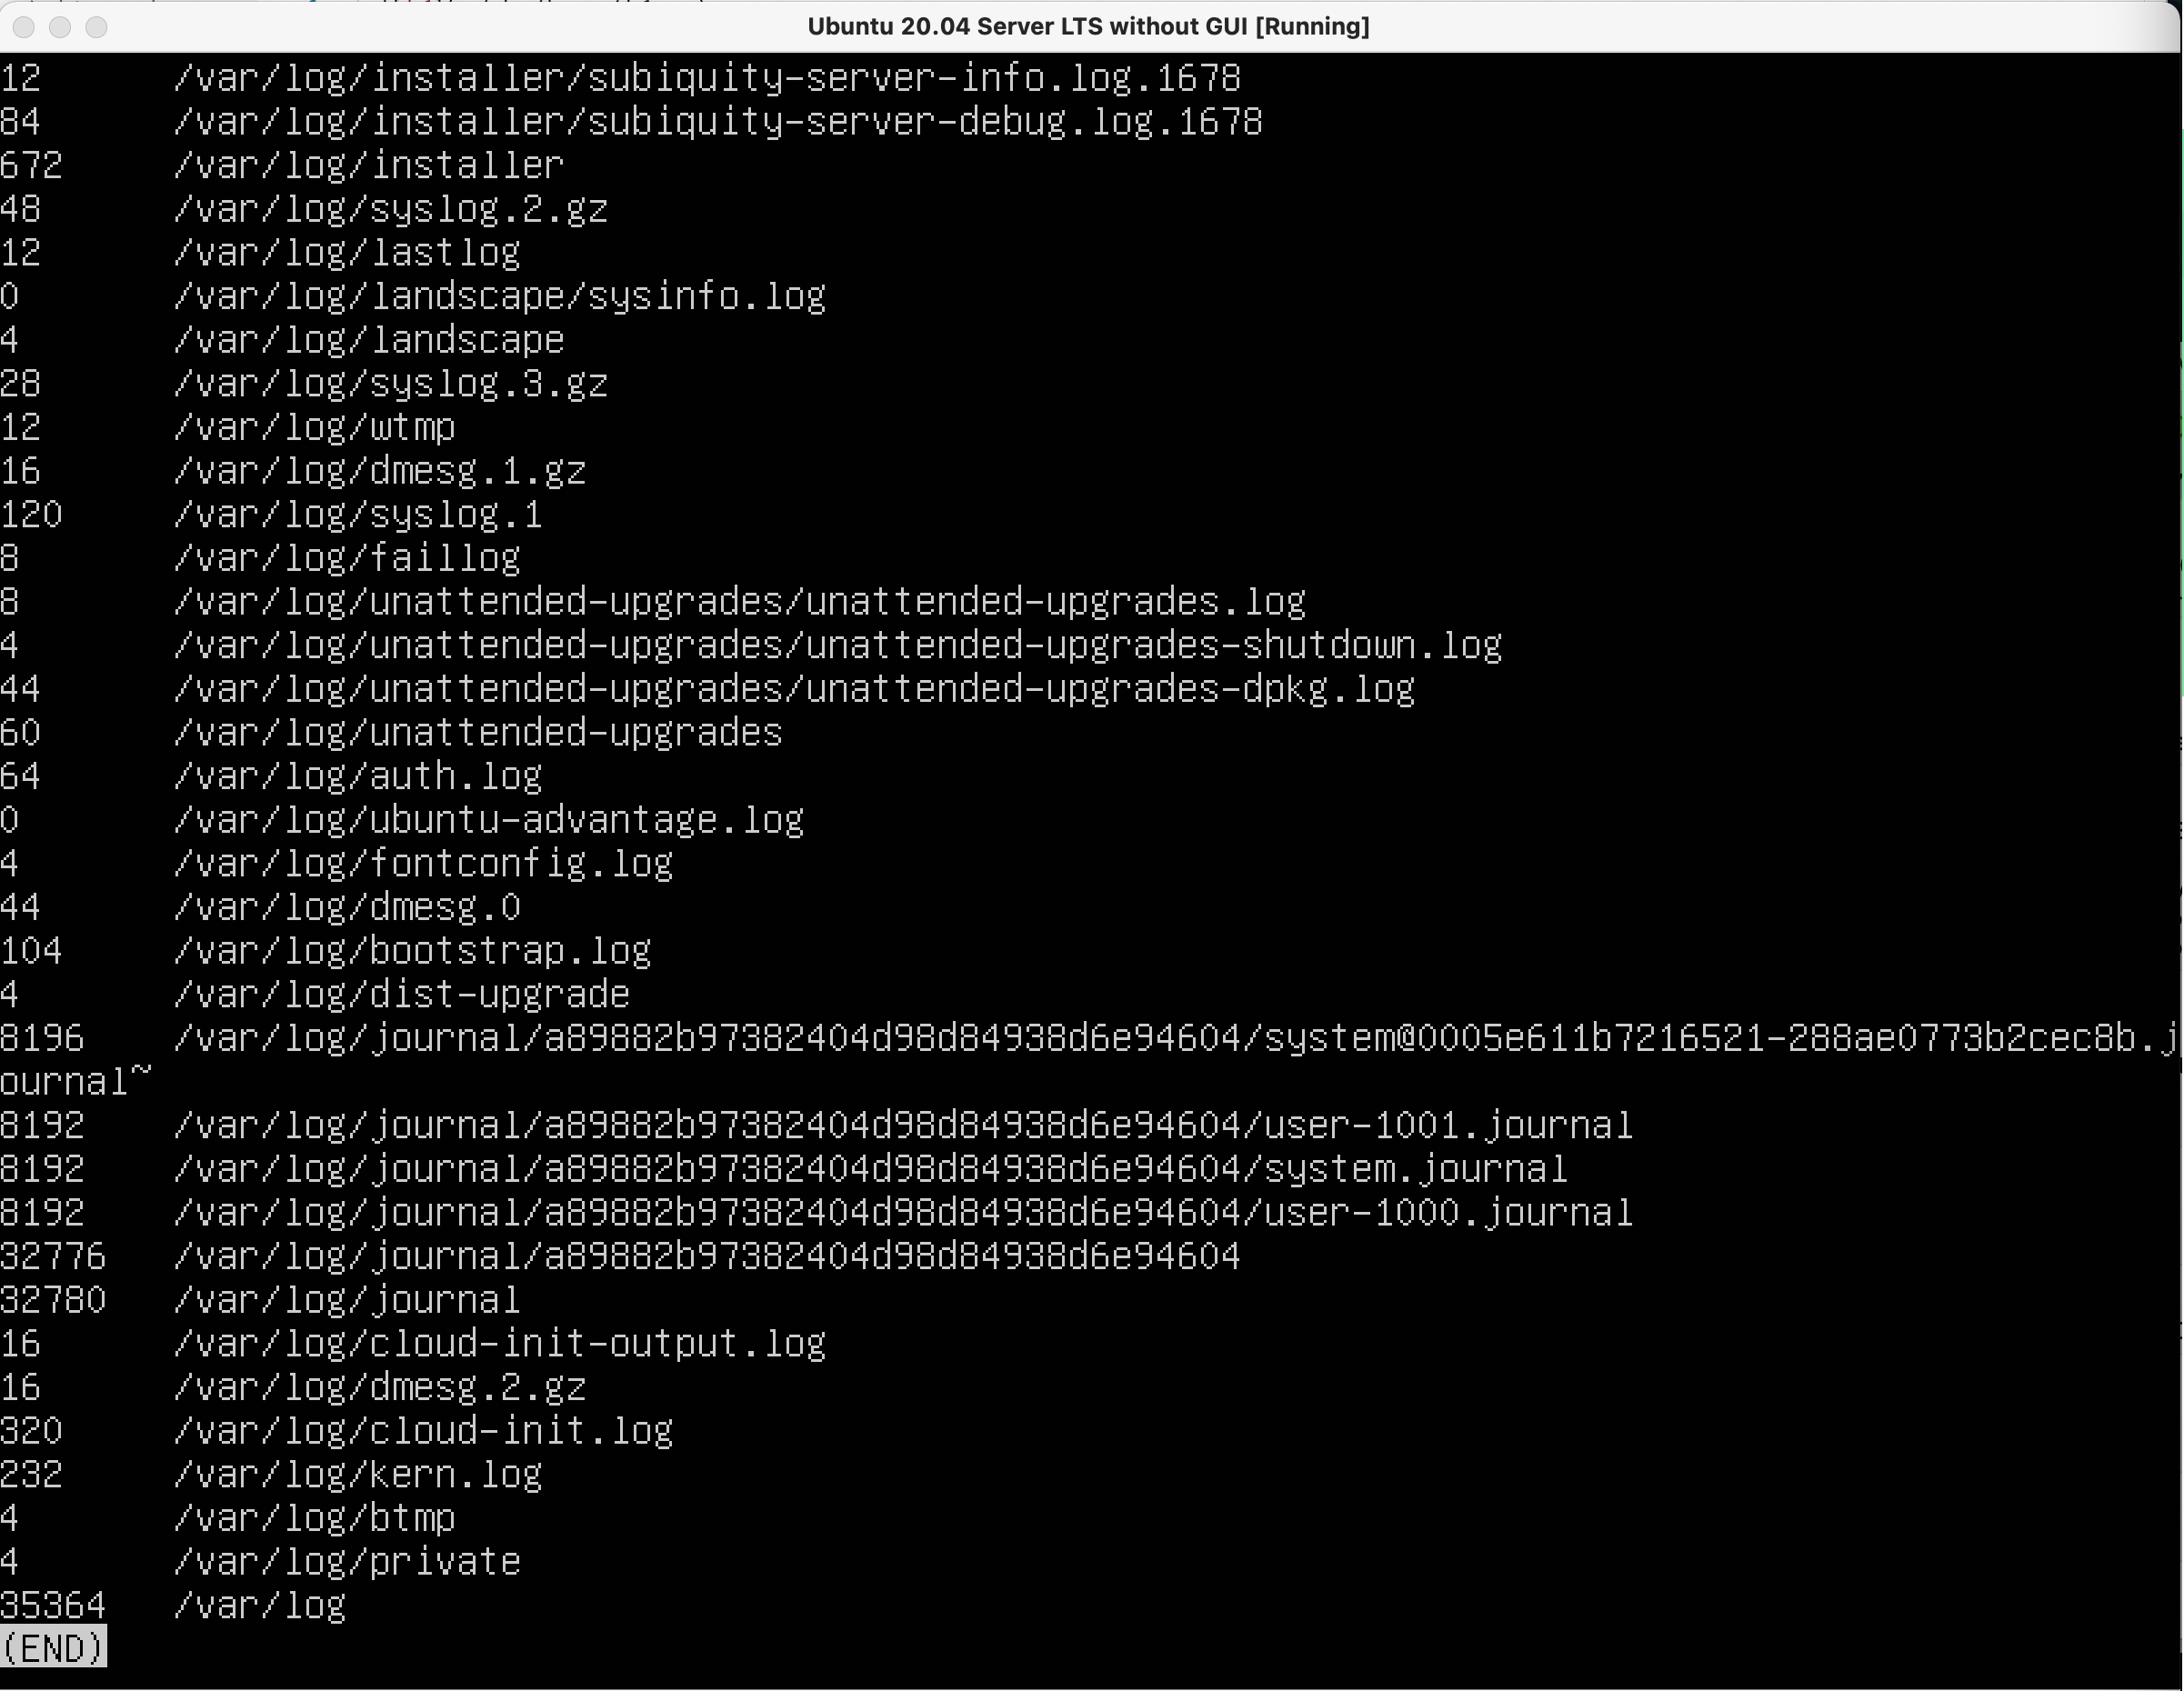 Ubuntu 20.04 Server LTS without GUI [Running]
12 /var/log/installer/subiquity-server-info.log.1678
84 /var/log/installer/subiquity-server-debug.log.1678
672 /var/log/installer
48 /var/log/syslog.2.gz
12 /var/log/lastlog
0 /var/log/landscape/sysinfo.log
4 /var/log/landscape
28 /var/log/syslog.3.gz
12 /var/log/wtmp
16 /var/log/dmesg.1.gz
120 /var/log/syslog.1
8 /var/log/faillog
8 /var/log/unattended-upgrades/unattended-upgrades.log
4 /var/log/unattended-upgrades/unattended-upgrades-shutdown.log
44 /var/log/unattended-upgrades/unattended-upgrades-dpkg.log
60 /var/log/unattended-upgrades
64 /var/log/auth.log
0 /var/log/ubuntu-advantage.log
4 /var/log/fontconfig.log
44 /var/log/dmesg.0
104 /var/log/bootstrap.log
4 /var/log/dist-upgrade
8196 /var/log/journal/a89882b97382404d98d84938d6e94604/system@0005e611b7216521-288ae0773b2cec8b.j
ournal~
8192 /var/log/journal/a89882b97382404d98d84938d6e94604/user-1001.journal
8192 /var/log/journal/a89882b97382404d98d84938d6e94604/system.journal
8192 /var/log/journal/a89882b97382404d98d84938d6e94604/user-1000.journal
32776 /var/log/journal/a89882b97382404d98d84938d6e94604
32780 /var/log/journal
16 /var/log/cloud-init-output.log
16 /var/log/dmesg.2.gz
320 /var/log/cloud-init.log
232 /var/log/kern.log
4 /var/log/btmp
4 /var/log/private
35364 /var/log
(END)